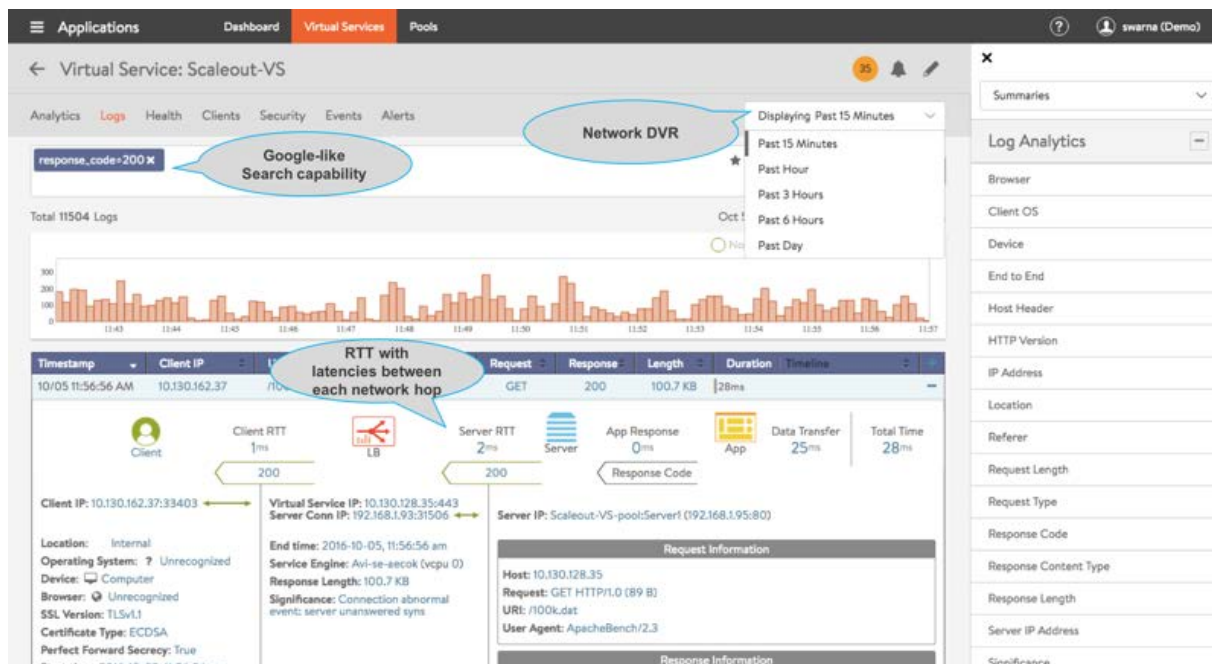 Applications
Dashboard
Virtual Services
Pools
?
swarna (Demo)
← Virtual Service: Scaleout-VS
35
×
Summaries
Analytics Logs Health Clients Security Events Alerts
Network DVR
Displaying Past 15 Minutes
Past 15 Minutes
Past Hour
Past 3 Hours
Past 6 Hours
Past Day
response_code=200 ×
Google-like
Search capability
Log Analytics
Browser
Client OS
Device
End to End
Host Header
HTTP Version
IP Address
Location
Referer
Request Length
Request Type
Response Code
Response Content Type
Response Length
Server IP Address
Significance
Total 11504 Logs
Oct
300
200
100
0
11:43 11:44 11:45 11:46 11:47 11:48 11:49 11:50 11:51 11:52 11:53 11:54 11:55 11:56 11:57
RTT with
latencies between
each network hop
Timestamp Client IP Request Response Length Duration Timeline
10/05 11:56:56 AM 10.130.162.37 GET 200 100.7 KB 28ms
Client
Client RTT
1ms
LB
Server RTT
2ms
Server
App Response
0ms
App
Data Transfer
25ms
Total Time
28ms
200
200
Response Code
Client IP: 10.130.162.37:33403
Location: Internal
Operating System: ? Unrecognized
Device: Computer
Browser: Unrecognized
SSL Version: TLSv1.1
Certificate Type: ECDSA
Perfect Forward Secrecy: True
Virtual Service IP: 10.130.128.35:443
Server Conn IP: 192.168.1.93:31506
End time: 2016-10-05, 11:56:56 am
Service Engine: Avi-se-aecok (vcpu 0)
Response Length: 100.7 KB
Significance: Connection abnormal
event: server unanswered syns
Server IP: Scaleout-VS-pool:Server1 (192.168.1.95:80)
Request Information
Host: 10.130.128.35
Request: GET HTTP/1.0 (89 B)
URI: /100k.dat
User Agent: ApacheBench/2.3
Response Information